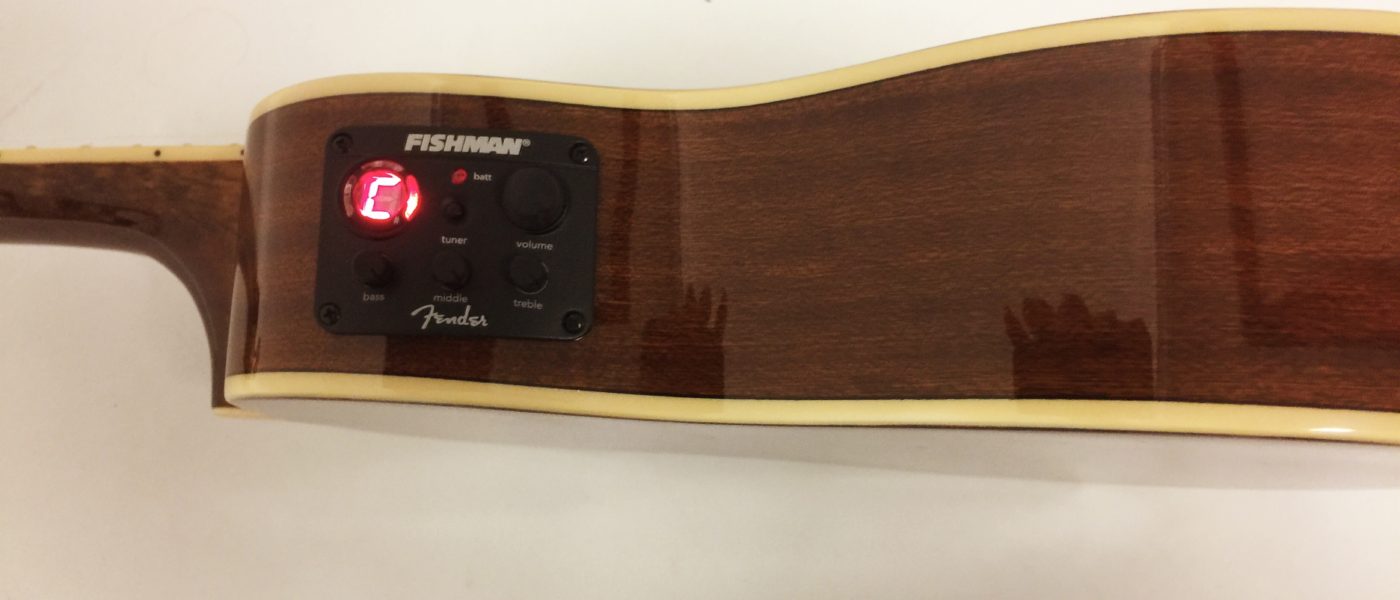 FISHMAN®
C
batt
tuner
volume
bass
middle
treble
Fender